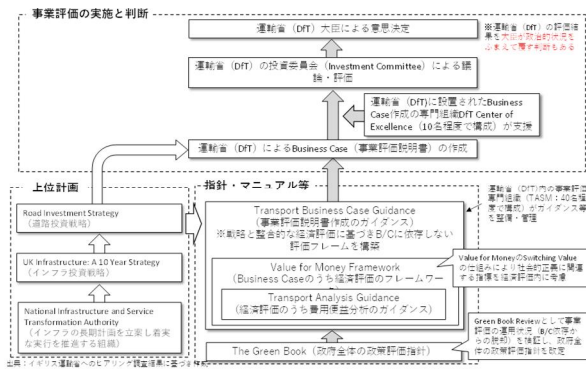 事業評価の実施と判断
運輸省（DfT）大臣による意思決定
※運輸省（DfT）の評価結
果を大臣が政治的状況を
ふまえて覆す判断もある
運輸省（DfT）の投資委員会（Investment Committee）による議
論・評価
運輸省（DfT）に設置されたBusiness
Case作成の専門組織DfT Center of
Excellence（10名程度で構成）が支援
運輸省（DfT）によるBusiness Case（事業評価説明書）の作成
上位計画
Road Investment Strategy
（道路投資戦略）
UK Infrastructure: A 10 Year Strategy
（インフラ投資戦略）
National Infrastructure and Service
Transformation Authority
（インフラの長期計画を立案し着実
な実行を推進する組織）
指針・マニュアル等
Transport Business Case Guidance
（事業評価説明書作成のガイダンス）
※戦略と整合的な経済評価に基づきB/Cに依存しない
評価フレームを構築
Value for Money Framework
（Business Caseのうち経済評価のフレームワー
Transport Analysis Guidance
（経済評価のうち費用便益分析のガイダンス）
The Green Book（政府全体の政策評価指針）
運輸省（DfT）内の事業評価
専門組織（TASM：40名程
度で構成）がガイダンス等
を整備・管理
Value for MoneyのSwitching Value
の仕組みにより社会的正義に関連
する指標を経済評価内に考慮
Green Book Reviewとして事業
評価の運用状況（B/C依存か
らの脱却）を検証し、政府全
体の政策評価指針を改定
出典：イギリス運輸省へのヒアリング調査結果に基づき